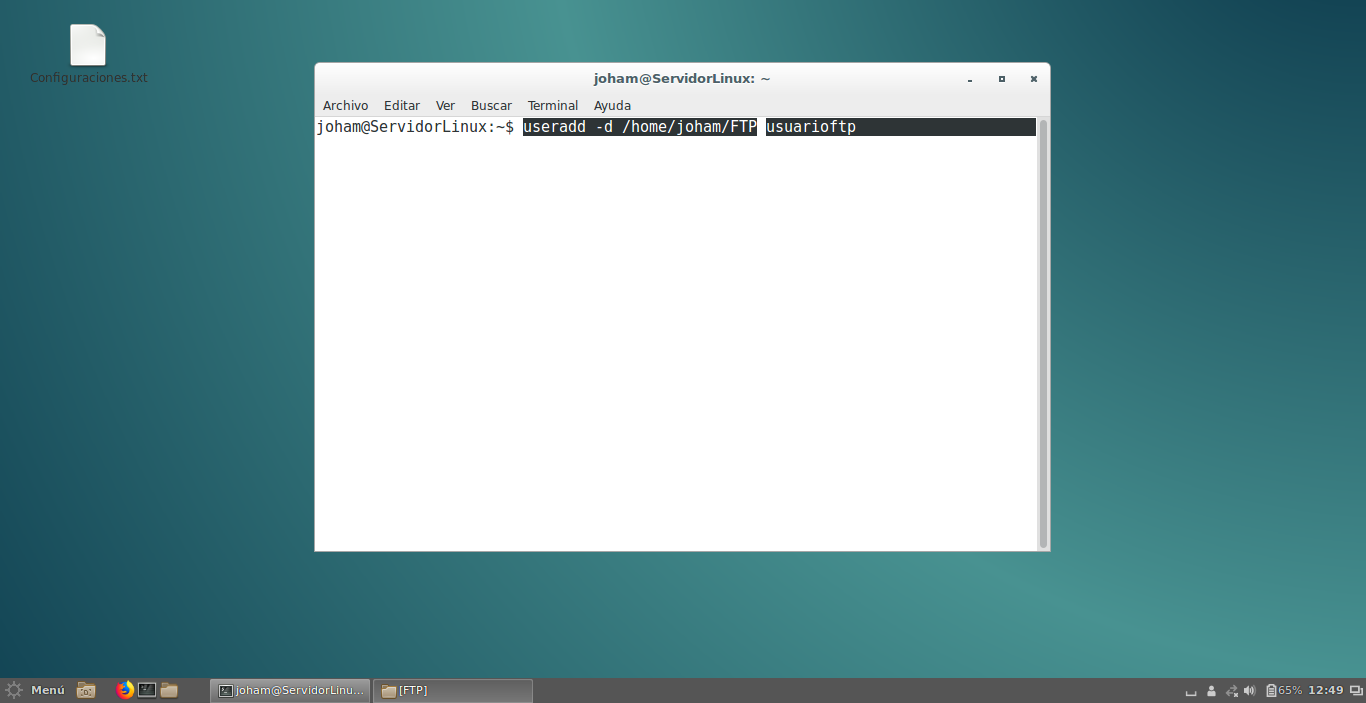 Configuraciones.txt
joham@ServidorLinux: ~
Archivo Editar Ver Buscar Terminal Ayuda
joham@ServidorLinux:~$ useradd -d /home/joham/FTP usuarioftp
Menú joham@ServidorLinu... [FTP] 65% 12:49